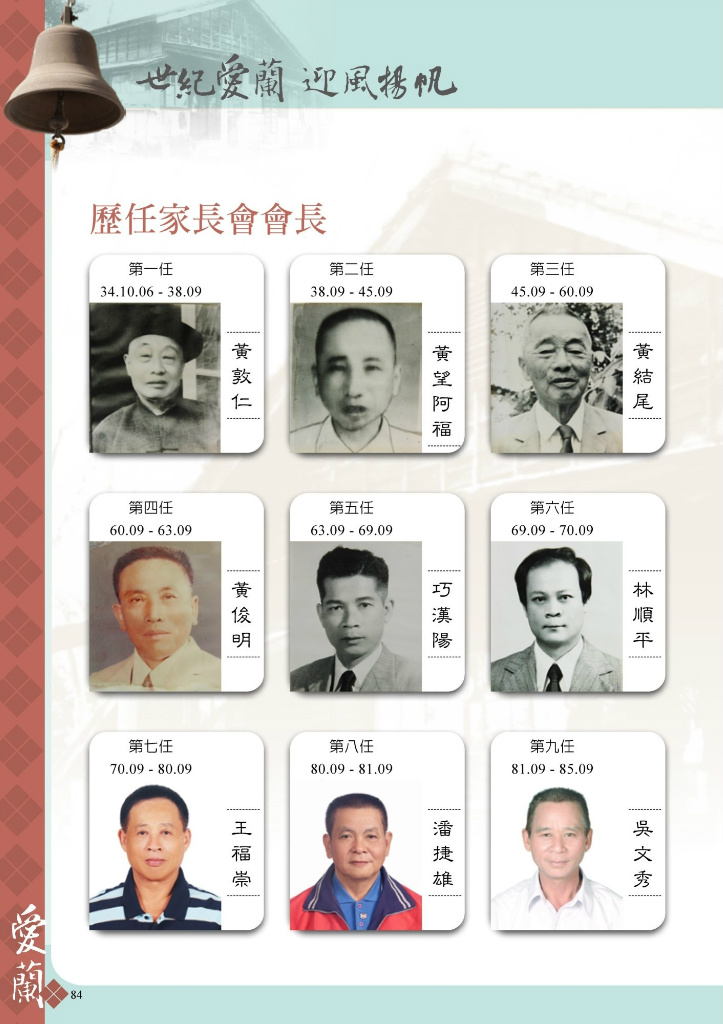 世紀愛蘭 迎風揚帆
歷任家長會會長
第一任
34.10.06 - 38.09
黃敦仁
第二任
38.09 - 45.09
黃望阿福
第三任
45.09 - 60.09
黃結尾
第四任
60.09 - 63.09
黃俊明
第五任
63.09 - 69.09
巧漢陽
第六任
69.09 - 70.09
林順平
第七任
70.09 - 80.09
王福崇
第八任
80.09 - 81.09
潘捷雄
第九任
81.09 - 85.09
吳文秀
愛蘭
84